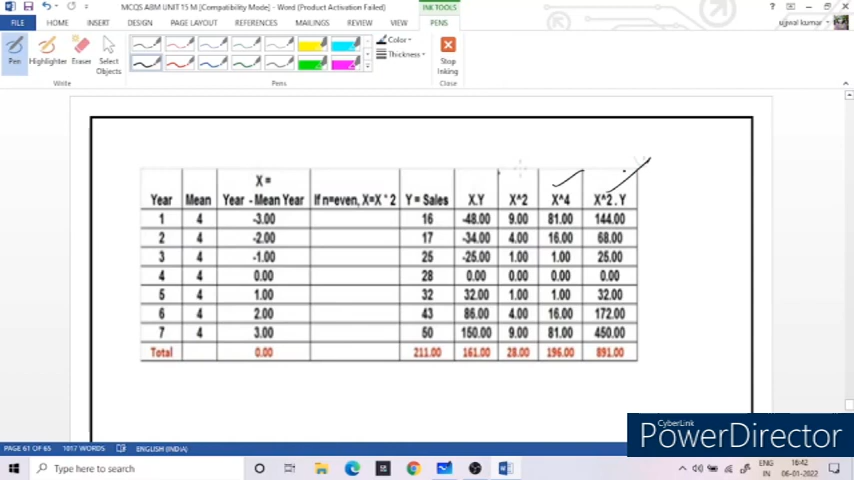 MCQS ABM UNIT 15 M [Compatibility Mode] - Word (Product Activation Failed)
INK TOOLS
FILE HOME INSERT DESIGN PAGE LAYOUT REFERENCES MAILINGS REVIEW VIEW PENS
ujjwal kumar
Pen Highlighter Eraser Select Objects
Color
Thickness
Stop Inking
Write Pens Close
X =
Year Mean Year - Mean Year If n=even, X=X * 2 Y = Sales X.Y X^2 X^4 X^2 . Y
1 4 -3.00 16 -48.00 9.00 81.00 144.00
2 4 -2.00 17 -34.00 4.00 16.00 68.00
3 4 -1.00 25 -25.00 1.00 1.00 25.00
4 4 0.00 28 0.00 0.00 0.00 0.00
5 4 1.00 32 32.00 1.00 1.00 32.00
6 4 2.00 43 86.00 4.00 16.00 172.00
7 4 3.00 50 150.00 9.00 81.00 450.00
Total 0.00 211.00 161.00 28.00 196.00 891.00
CyberLink
PowerDirector
PAGE 61 OF 65 1017 WORDS ENGLISH (INDIA)
Type here to search
ENG
IN
16:42
06-01-2022